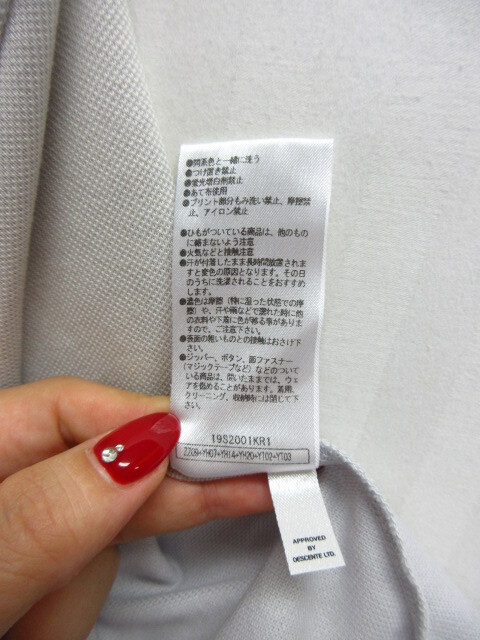 ●同系色と一緒に洗う
●つけ置き禁止
●蛍光増白剤禁止
●あて布使用
●プリント部分もみ洗い禁止、摩擦禁
止、アイロン禁止
●ひもがついている商品は、他のもの
に絡まないよう注意
●火気などと接触注意
●汗が付着したまま長時間放置されま
すと変色の原因となります。その日
のうちに洗濯されることをおすすめ
します。
●濃色は摩擦（特に湿った状態での摩
擦）や、汗や雨などで濡れた時に他
の衣料や下着に色が移る事がありま
すので、ご注意下さい。
●表面の粗いものとの接触はおさけ下
さい。
●ジッパー、ボタン、面ファスナー
（マジックテープなど）などのついて
いる商品は、開いたままでは、ウェ
アを傷めることがあります。着用、
クリーニング、収納時には閉じて下さ
い。
19S2001KR1
ZZ09+YH07+YH14+YH20+YT02+YT03
APPROVED
BY
DESCENTE LTD.